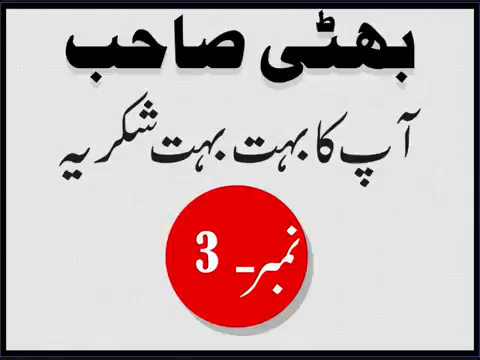 بھٹی صاحب
آپ کا بہت بہت شکریہ
نمبر۔ 3